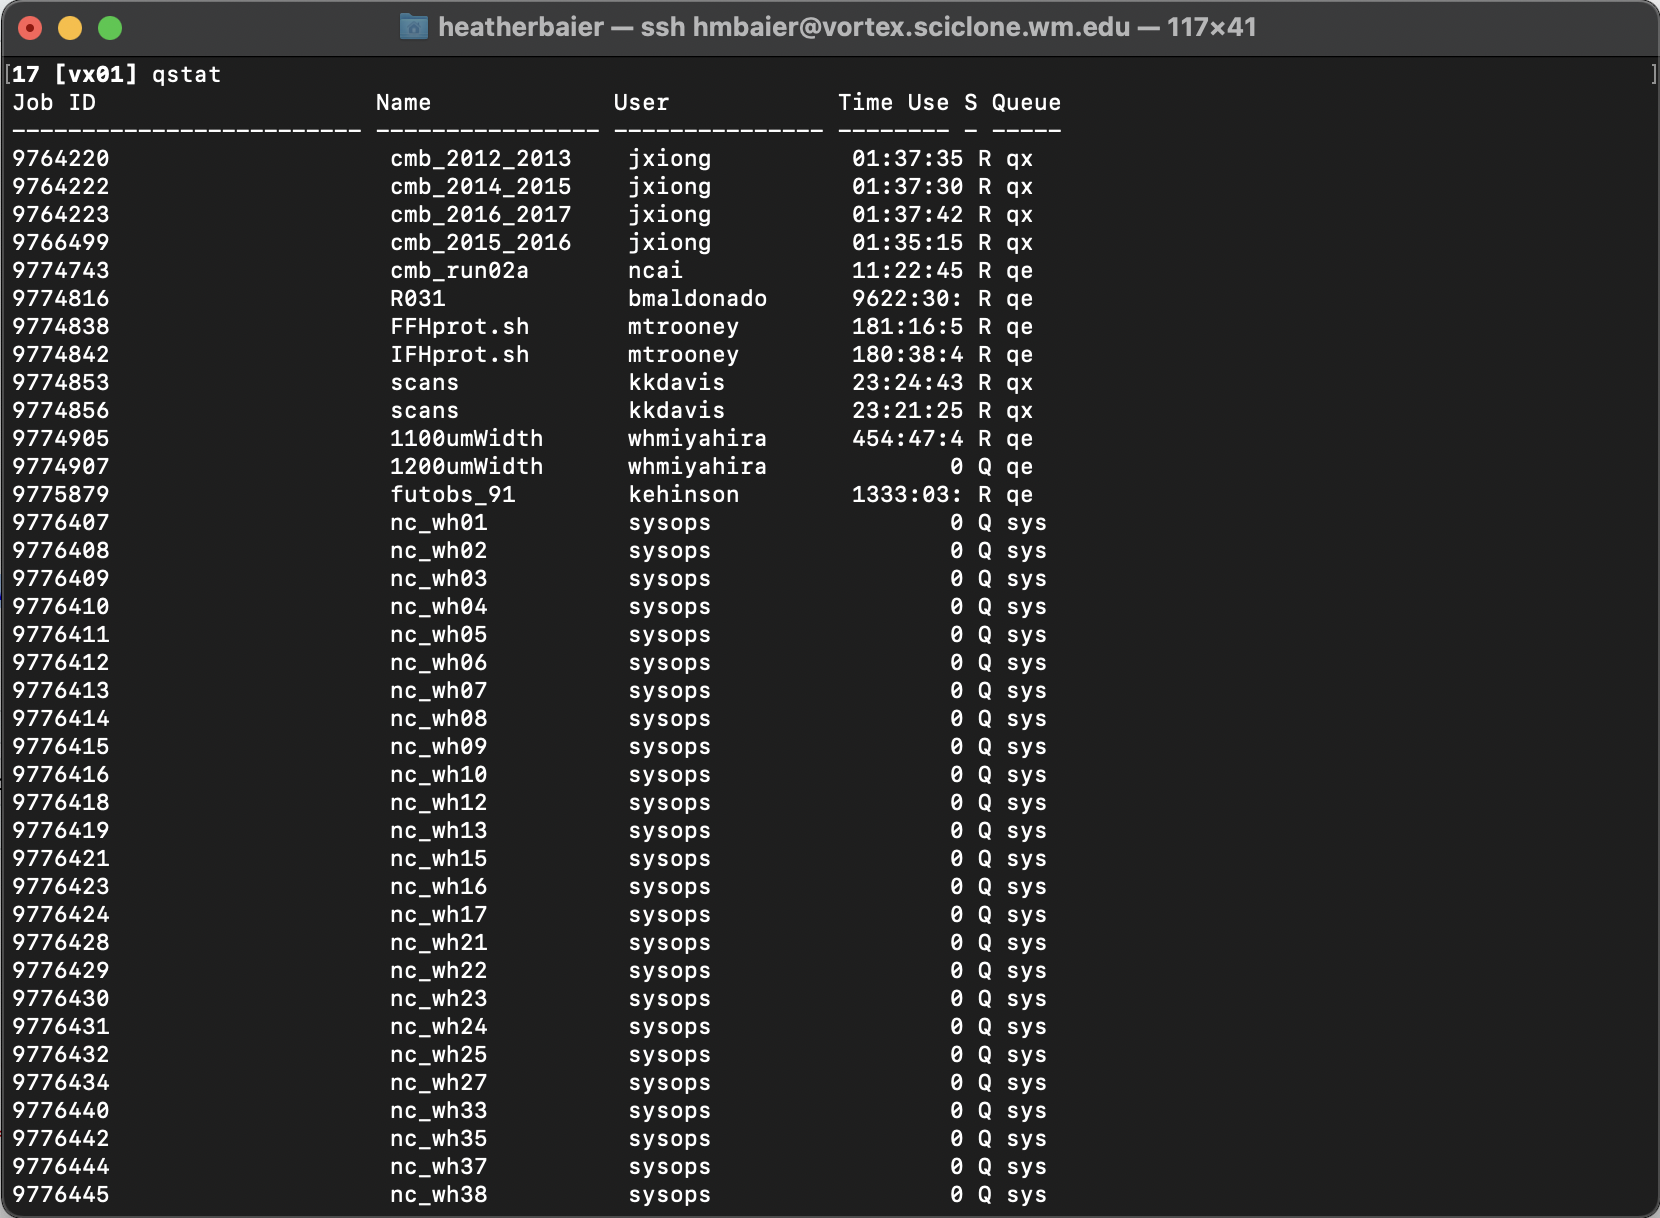 heatherbaier — ssh hmbaier@vortex.sciclone.wm.edu — 117×41
[17 [vx01] qstat ]
Job ID                    Name             User            Time Use S Queue
------------------------- ---------------- --------------- -------- - -----
9764220                    cmb_2012_2013    jxiong          01:37:35 R qx
9764222                    cmb_2014_2015    jxiong          01:37:30 R qx
9764223                    cmb_2016_2017    jxiong          01:37:42 R qx
9766499                    cmb_2015_2016    jxiong          01:35:15 R qx
9774743                    cmb_run02a       ncai            11:22:45 R qe
9774816                    R031             bmaldonado      9622:30: R qe
9774838                    FFHprot.sh       mtrooney        181:16:5 R qe
9774842                    IFHprot.sh       mtrooney        180:38:4 R qe
9774853                    scans            kkdavis         23:24:43 R qx
9774856                    scans            kkdavis         23:21:25 R qx
9774905                    1100umWidth      whmiyahira      454:47:4 R qe
9774907                    1200umWidth      whmiyahira             0 Q qe
9775879                    futobs_91        kehinson        1333:03: R qe
9776407                    nc_wh01          sysops                 0 Q sys
9776408                    nc_wh02          sysops                 0 Q sys
9776409                    nc_wh03          sysops                 0 Q sys
9776410                    nc_wh04          sysops                 0 Q sys
9776411                    nc_wh05          sysops                 0 Q sys
9776412                    nc_wh06          sysops                 0 Q sys
9776413                    nc_wh07          sysops                 0 Q sys
9776414                    nc_wh08          sysops                 0 Q sys
9776415                    nc_wh09          sysops                 0 Q sys
9776416                    nc_wh10          sysops                 0 Q sys
9776418                    nc_wh12          sysops                 0 Q sys
9776419                    nc_wh13          sysops                 0 Q sys
9776421                    nc_wh15          sysops                 0 Q sys
9776423                    nc_wh16          sysops                 0 Q sys
9776424                    nc_wh17          sysops                 0 Q sys
9776428                    nc_wh21          sysops                 0 Q sys
9776429                    nc_wh22          sysops                 0 Q sys
9776430                    nc_wh23          sysops                 0 Q sys
9776431                    nc_wh24          sysops                 0 Q sys
9776432                    nc_wh25          sysops                 0 Q sys
9776434                    nc_wh27          sysops                 0 Q sys
9776440                    nc_wh33          sysops                 0 Q sys
9776442                    nc_wh35          sysops                 0 Q sys
9776444                    nc_wh37          sysops                 0 Q sys
9776445                    nc_wh38          sysops                 0 Q sys